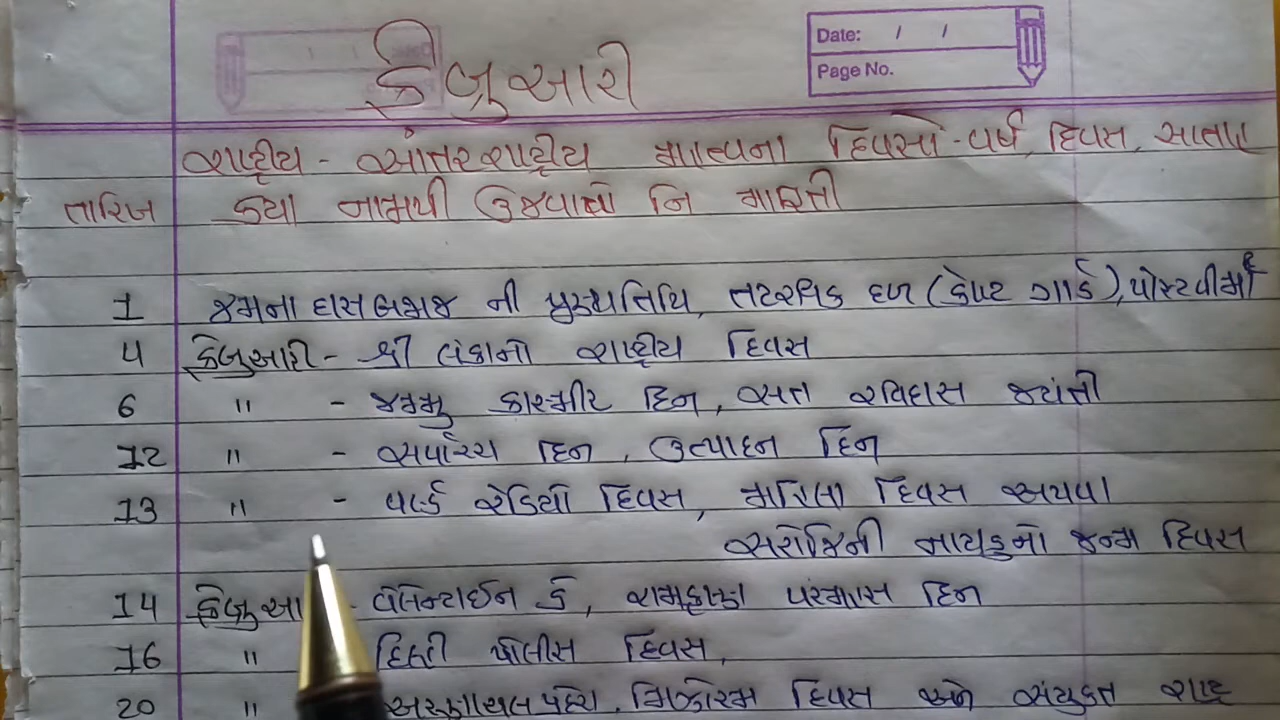 Date: / /
Page No.
ફેબ્રુઆરી
રાષ્ટ્રીય - આંતરરાષ્ટ્રીય મહત્વના દિવસો - વર્ષ, દિવસ, સપ્તાહ
તારિખ કયા નામથી ઉજવાયો નિ માહિતી
1 જમના દાસ બજાજ ની પુણ્યતિથિ, તટરક્ષક દળ (કોસ્ટ ગાર્ડ),
4 ફેબ્રુઆરી - શ્રી લંકાનો રાષ્ટ્રીય દિવસ
6 " - જમ્મુ કાશ્મીર દિન, સંત રવિદાસ જયંતી
12 " - સર્પોરય દિન, ઉત્પાદન દિન
13 " - વર્લ્ડ રેડિયો દિવસ, મહિલા દિવસ અથવા
સરોજિની નાયડુનો જન્મ દિવસ
14 ફેબ્રુઆ - વેલેન્ટાઈન ડે, રામકૃષ્ણ પરમહંસ દિન
16 " દિલ્હી પોલીસ દિવસ,
20 " અરુણાચલ પ્રદેશ, મિઝોરમ દિવસ અને સંયુક્ત રાષ્ટ્ર